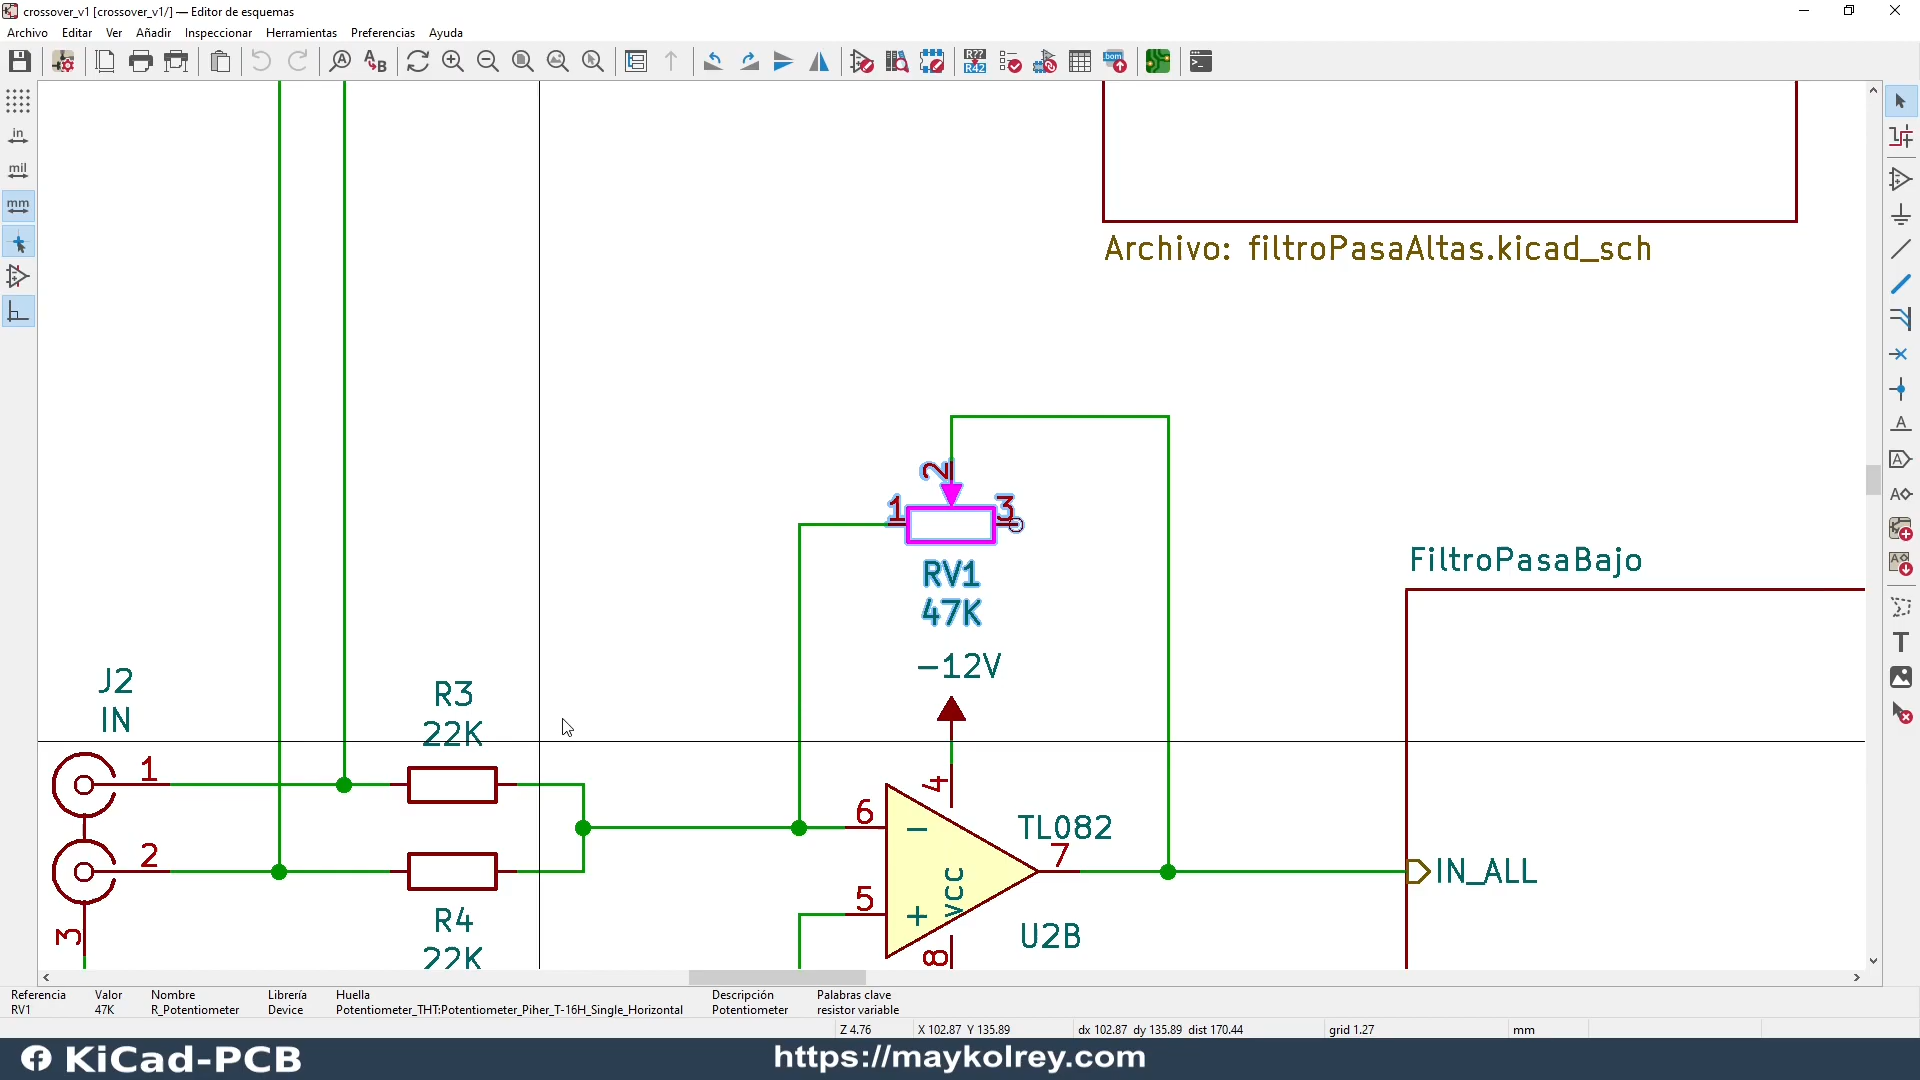 crossover_v1 [crossover_v1/] — Editor de esquemas
Archivo Editar Ver Añadir Inspeccionar Herramientas Preferencias Ayuda
A
A B
R??
R42
bom
in
mil
mm
Archivo: filtroPasaAltas.kicad_sch
2
1
3
RV1
47K
FiltroPasaBajo
−12V
J2
IN
R3
22K
1
4
6
−
TL082
2
7
IN_ALL
5
+
VCC
R4
U2B
3
22K
8
A
A
A
A
T
Referencia Valor Nombre Librería Huella Descripción Palabras clave
RV1 47K R_Potentiometer Device Potentiometer_THT:Potentiometer_Piher_T-16H_Single_Horizontal Potentiometer resistor variable
Z 4.76 X 102.87 Y 135.89 dx 102.87 dy 135.89 dist 170.44 grid 1.27 mm
KiCad-PCB https://maykolrey.com